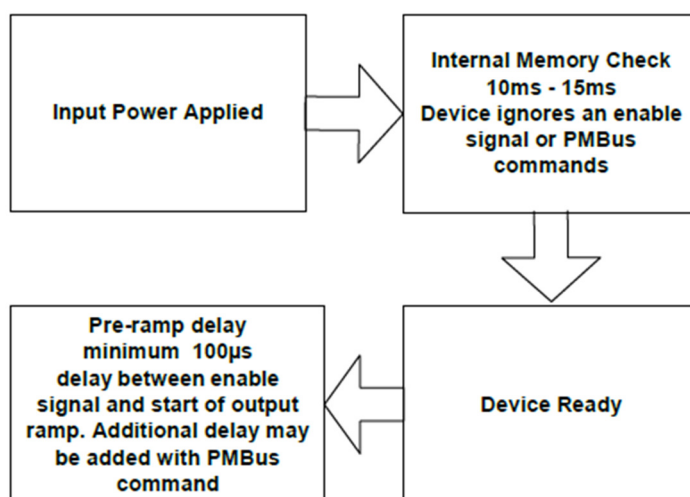 Input Power Applied
Internal Memory Check
10ms - 15ms
Device ignores an enable
signal or PMBus
commands
Device Ready
Pre-ramp delay
minimum 100µs
delay between enable
signal and start of output
ramp. Additional delay may
be added with PMBus
command